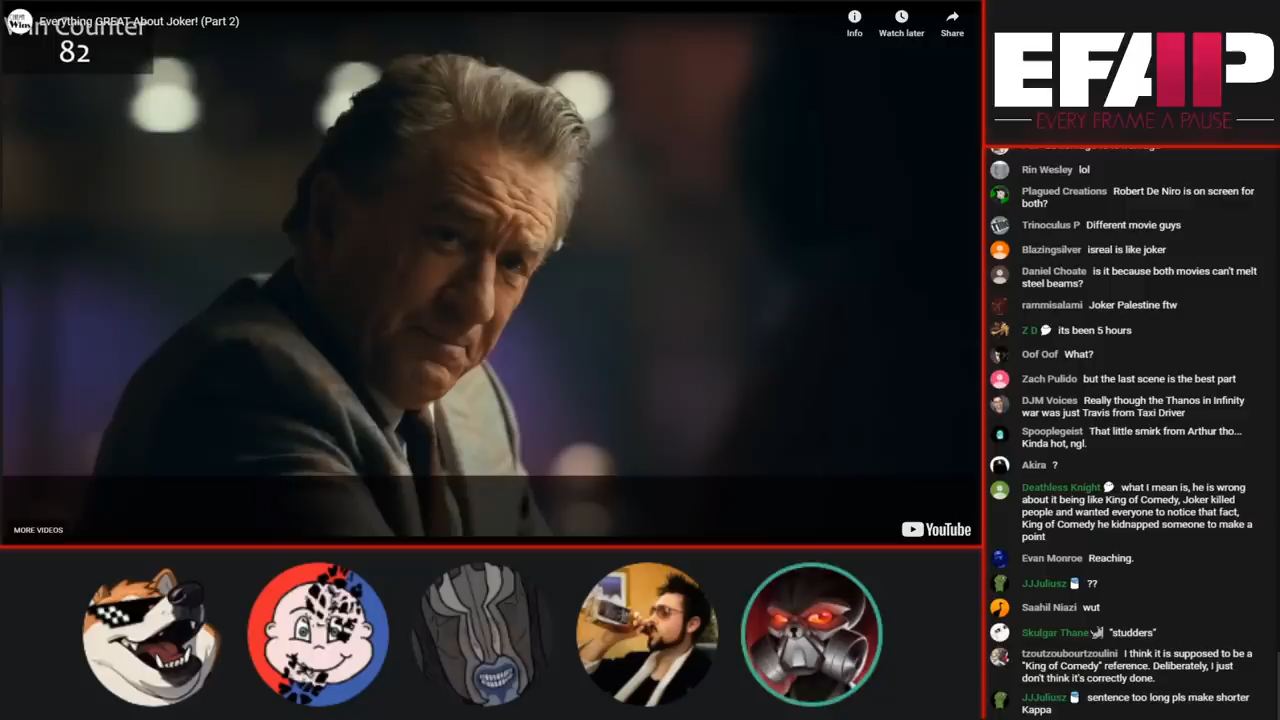 Everything GREAT About Joker! (Part 2)
Win Counter
82
Info
Watch later
Share
MORE VIDEOS
YouTube
EFAP
EVERY FRAME A PAUSE
Rin Wesley lol
Plagued Creations Robert De Niro is on screen for
both?
Trinoculus P Different movie guys
Blazingsilver isreal is like joker
Daniel Choate is it because both movies can't melt
steel beams?
rammisalami Joker Palestine ftw
Z D its been 5 hours
Oof Oof What?
Zach Pulido but the last scene is the best part
DJM Voices Really though the Thanos in Infinity
war was just Travis from Taxi Driver
Spooplegeist That little smirk from Arthur tho...
Kinda hot, ngl.
Akira ?
Deathless Knight what I mean is, he is wrong
about it being like King of Comedy, Joker killed
people and wanted everyone to notice that fact,
King of Comedy he kidnapped someone to make a
point
Evan Monroe Reaching.
JJJuliusz ??
Saahil Niazi wut
Skulgar Thane "studders"
tzoutzoubourtzoulini I think it is supposed to be a
"King of Comedy" reference. Deliberately, I just
don't think it's correctly done.
JJJuliusz sentence too long pls make shorter
Kappa